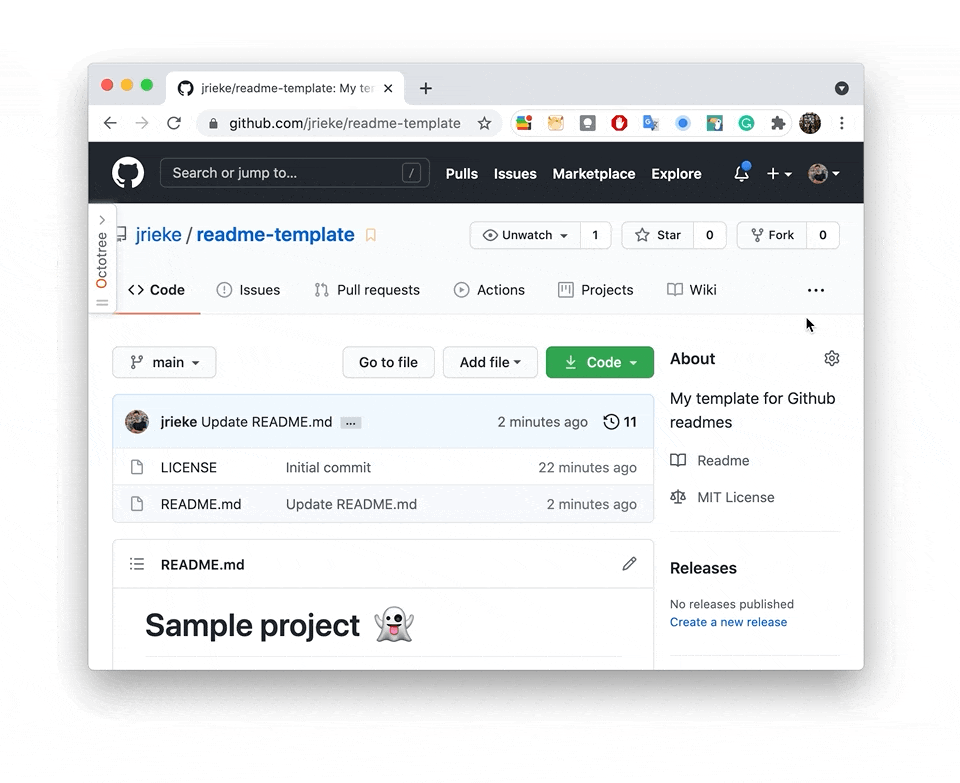 jrieke/readme-template: My ter
github.com/jrieke/readme-template
Search or jump to... /
Pulls Issues Marketplace Explore
Octotree
jrieke / readme-template
Unwatch 1 Star 0 Fork 0
Code Issues Pull requests Actions Projects Wiki ...
main Go to file Add file Code
jrieke Update README.md ... 2 minutes ago 11
LICENSE Initial commit 22 minutes ago
README.md Update README.md 2 minutes ago
README.md
Sample project
About
My template for Github
readmes
Readme
MIT License
Releases
No releases published
Create a new release